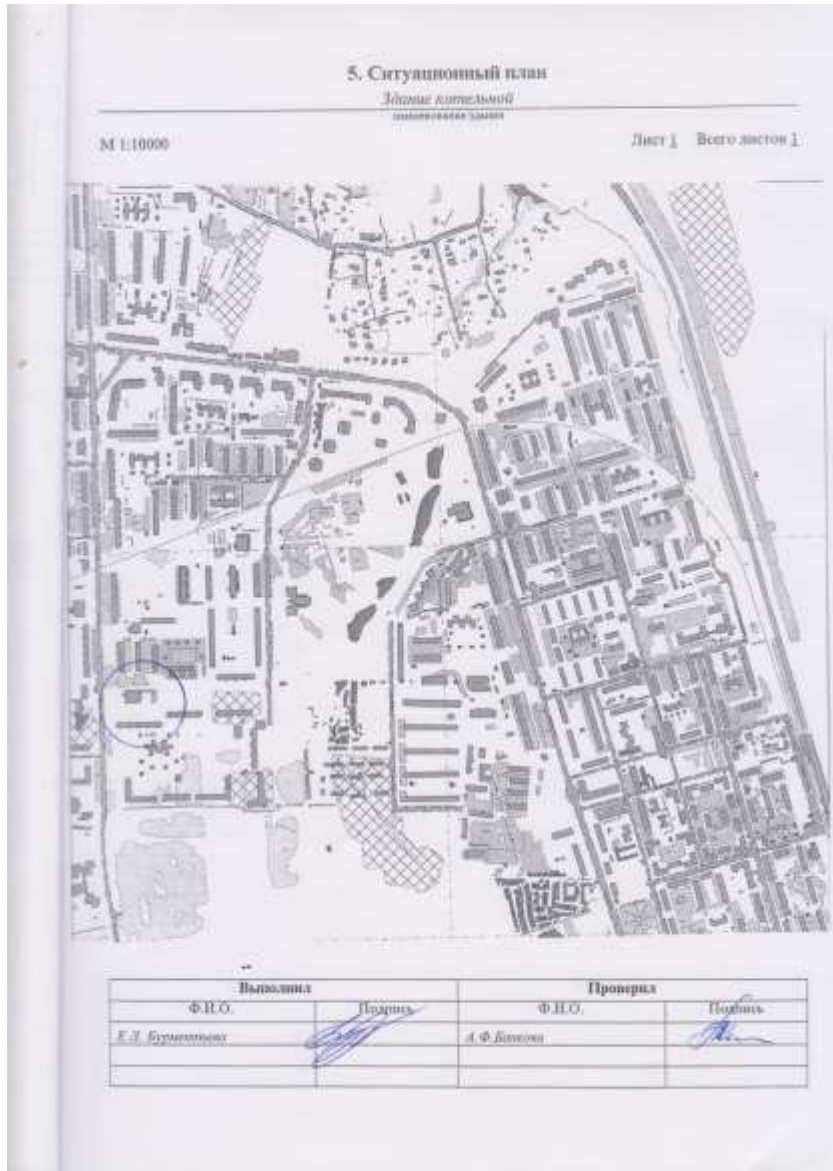 5. Ситуационный план
Здание котельной
наименование здания
М 1:10000
Лист 1 Всего листов 1
Выполнил Проверил
Ф.И.О. Подпись Ф.И.О. Подпись
Е.Л. А.Ф.